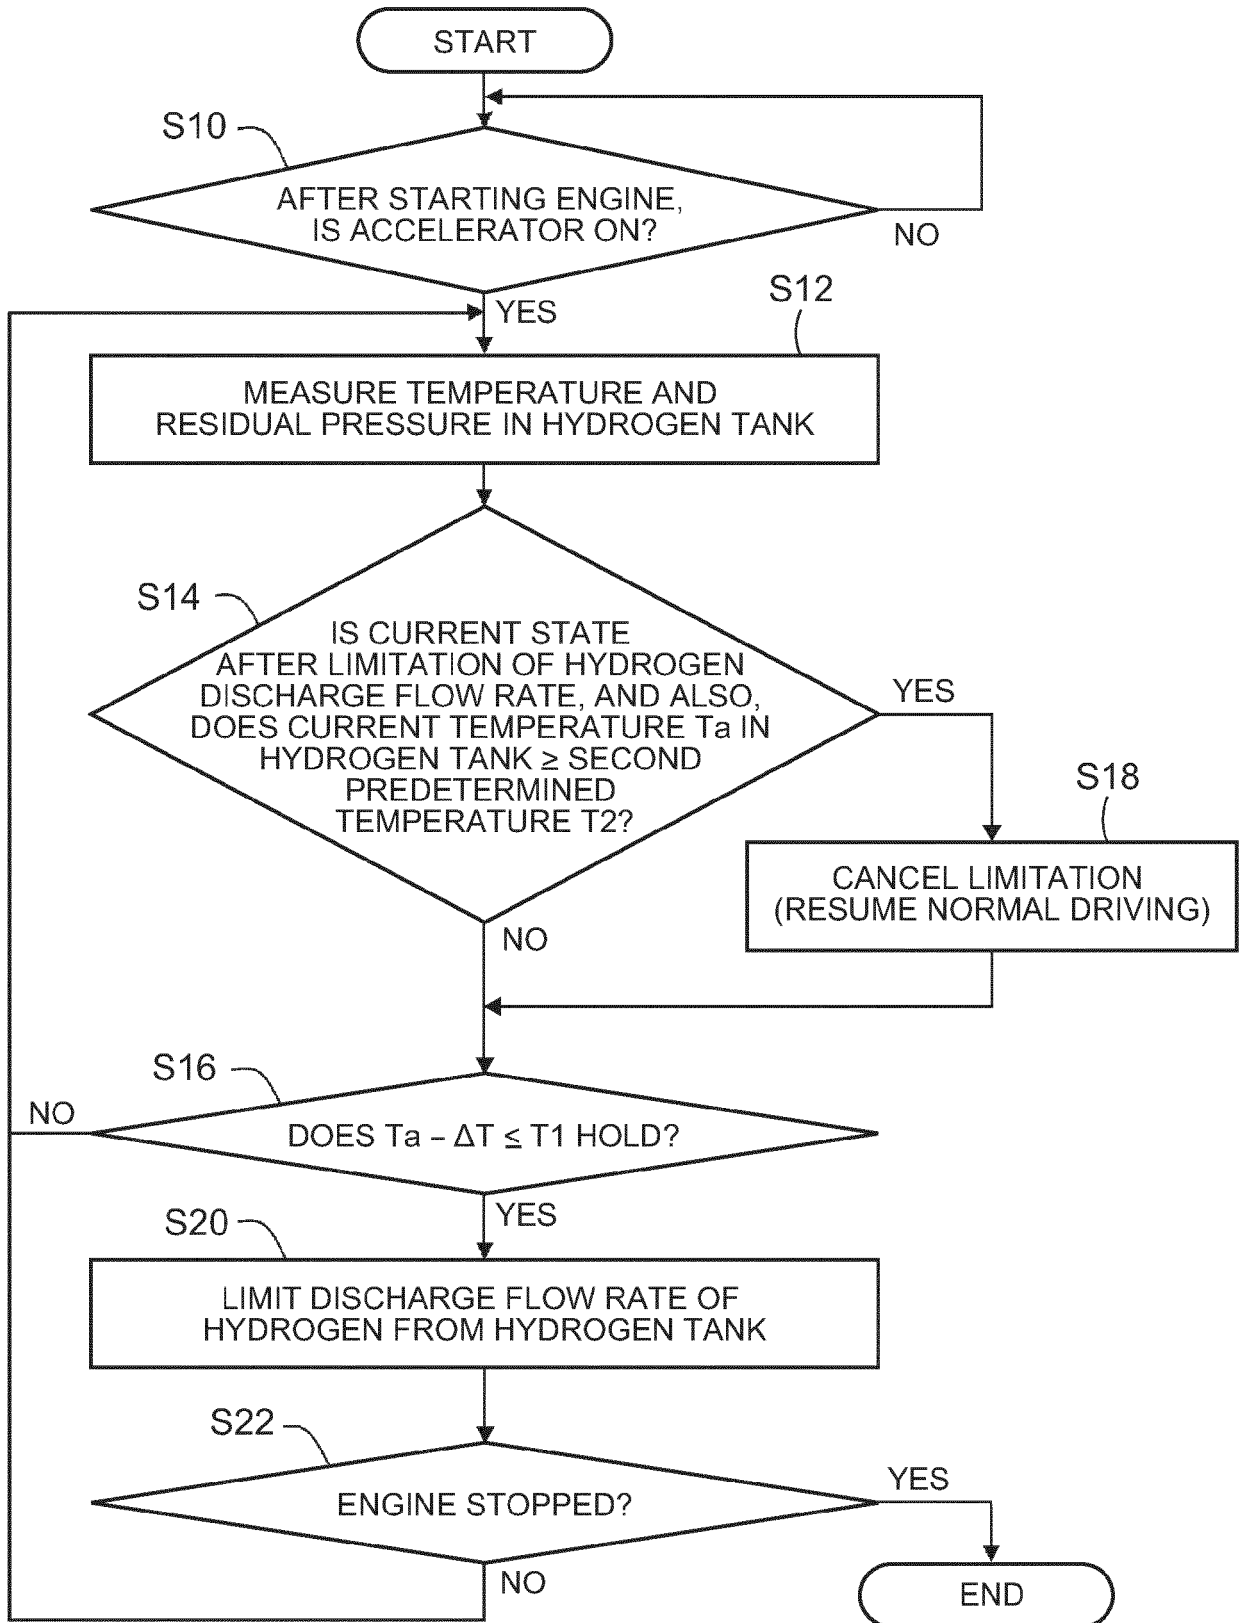 START
S10
AFTER STARTING ENGINE,
IS ACCELERATOR ON?
NO
YES
S12
MEASURE TEMPERATURE AND
RESIDUAL PRESSURE IN HYDROGEN TANK
S14
IS CURRENT STATE
AFTER LIMITATION OF HYDROGEN
DISCHARGE FLOW RATE, AND ALSO,
DOES CURRENT TEMPERATURE Ta IN
HYDROGEN TANK ≥ SECOND
PREDETERMINED
TEMPERATURE T2?
YES
S18
CANCEL LIMITATION
(RESUME NORMAL DRIVING)
NO
S16
NO
DOES Ta – ΔT ≤ T1 HOLD?
YES
S20
LIMIT DISCHARGE FLOW RATE OF
HYDROGEN FROM HYDROGEN TANK
S22
ENGINE STOPPED?
YES
NO
END